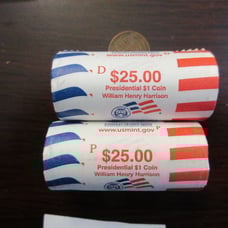 D
$25.00
Presidential $1 Coin
William Henry Harrison
www.usmint.gov
P
$25.00
Presidential $1 Coin
William Henry Harrison